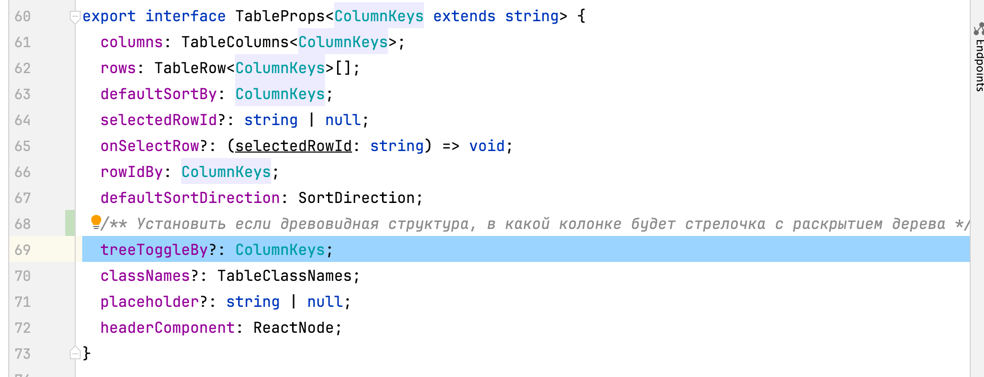 60 export interface TableProps<ColumnKeys extends string> {
61 columns: TableColumns<ColumnKeys>;
62 rows: TableRow<ColumnKeys>[];
63 defaultSortBy: ColumnKeys;
64 selectedRowId?: string | null;
65 onSelectRow?: (selectedRowId: string) => void;
66 rowIdBy: ColumnKeys;
67 defaultSortDirection: SortDirection;
68 /** Установить если древовидная структура, в какой колонке будет стрелочка с раскрытием дерева */
69 treeToggleBy?: ColumnKeys;
70 classNames?: TableClassNames;
71 placeholder?: string | null;
72 headerComponent: ReactNode;
73 }
Endpoints